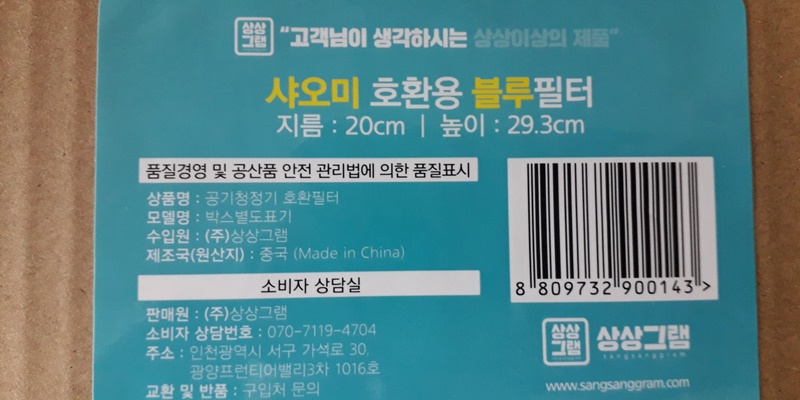 상상그램 "고객님이 생각하시는 상상이상의 제품"
샤오미 호환용 블루필터
지름 : 20cm | 높이 : 29.3cm
품질경영 및 공산품 안전 관리법에 의한 품질표시
상품명 : 공기청정기 호환필터
모델명 : 박스별도표기
수입원 : (주)상상그램
제조국(원산지) : 중국 (Made in China)
소비자 상담실
판매원 : (주)상상그램
소비자 상담번호 : 070-7119-4704
주소 : 인천광역시 서구 가석로 30,
광양프런티어밸리3차 1016호
교환 및 반품 : 구입처 문의
8 809732 900143 >
상상그램 상상그램
sangsanggram
www.sangsanggram.com